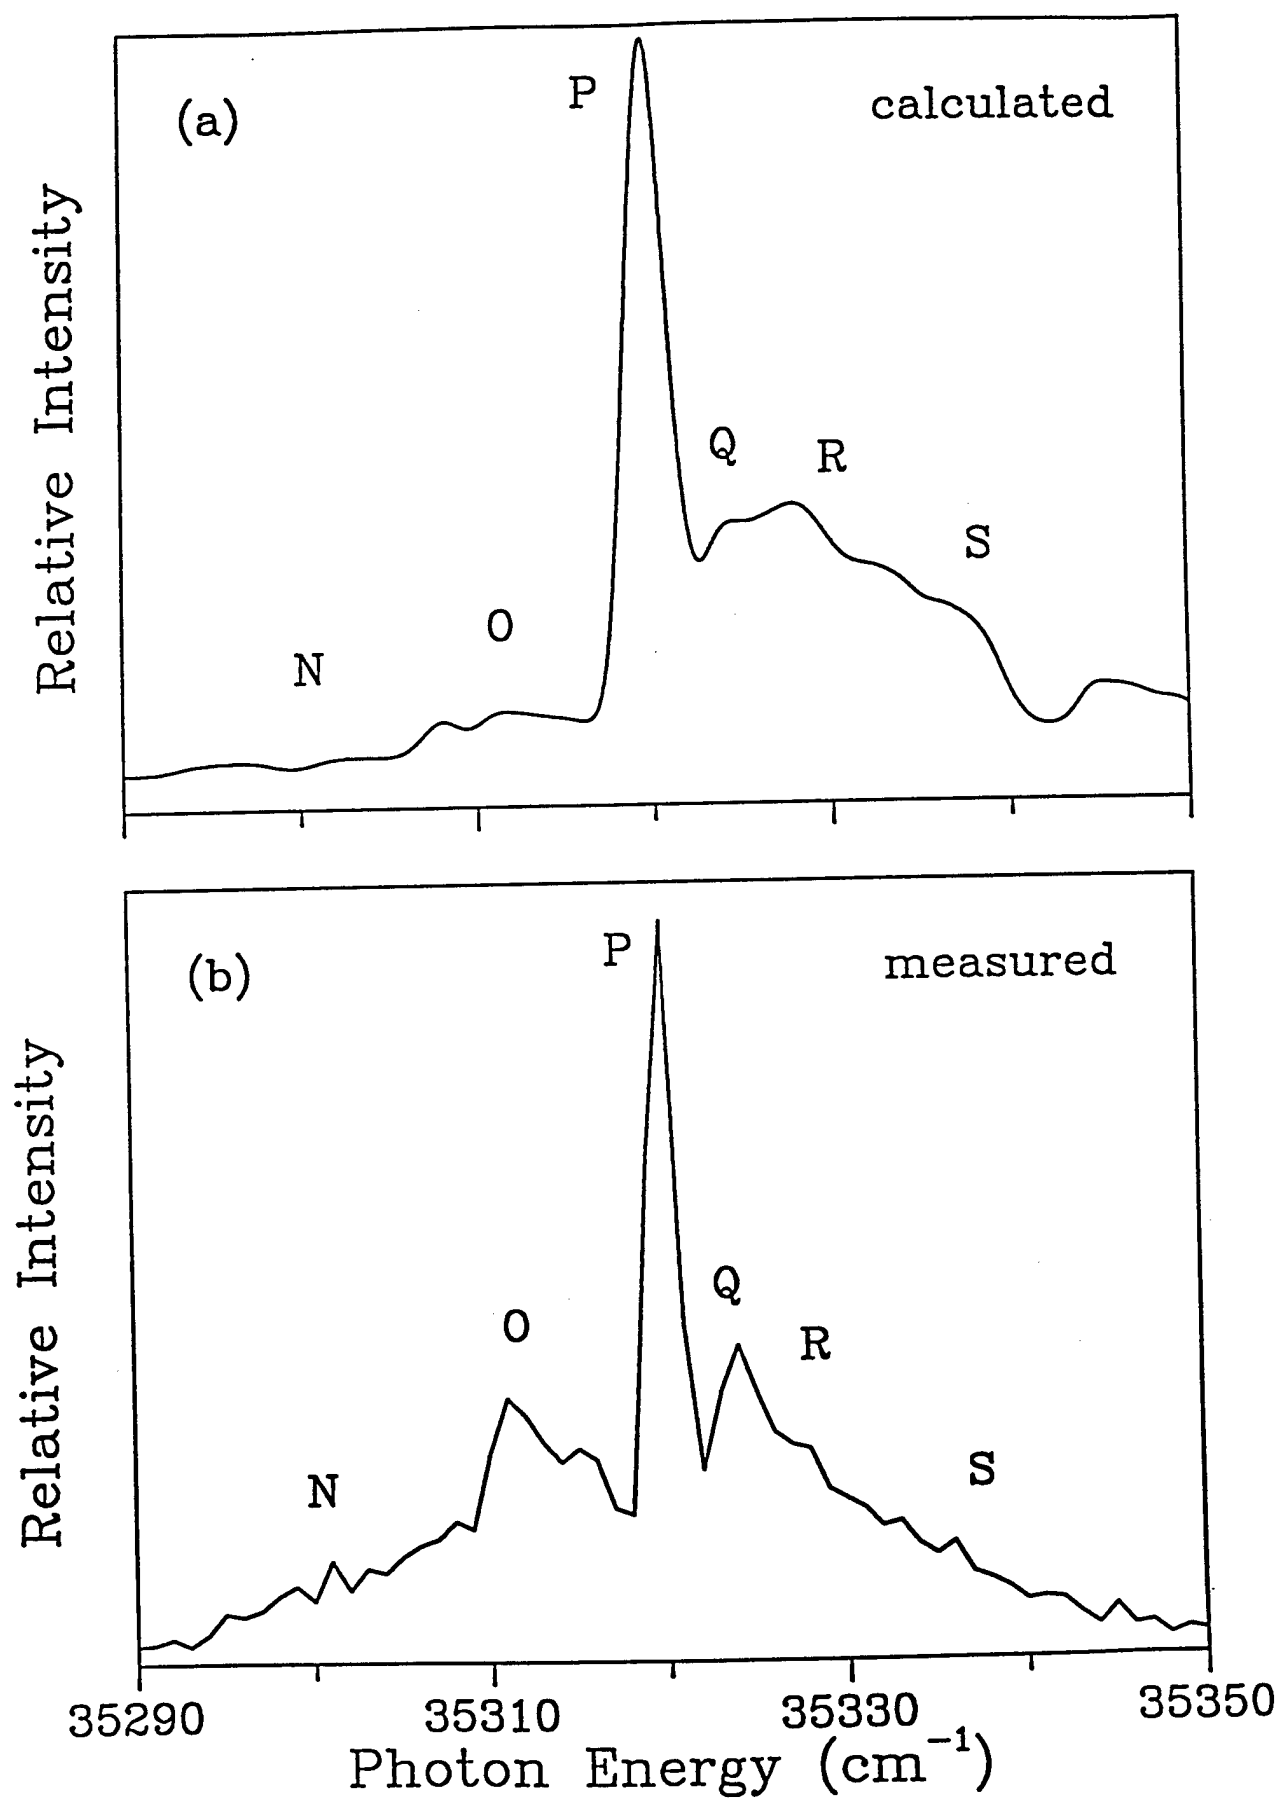 (a)
P
calculated
Relative Intensity
Q
R
S
O
N
(b)
P
measured
Relative Intensity
Q
O
R
N
S
35290
35310
35330
35350
Photon Energy (cm⁻¹)